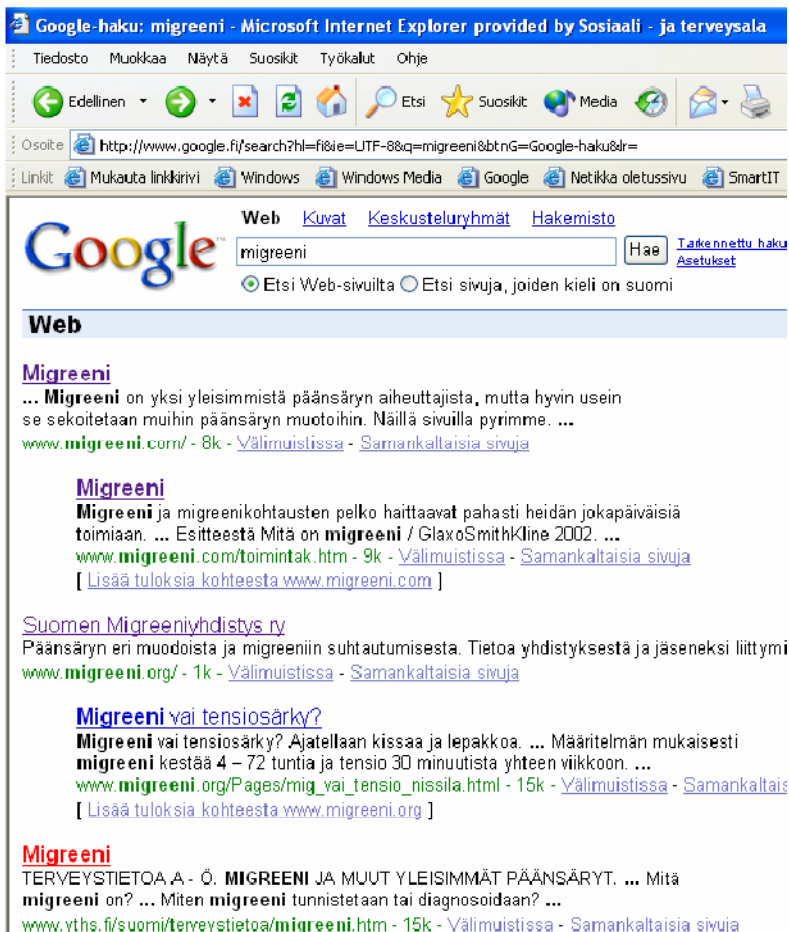 Google-haku: migreeni - Microsoft Internet Explorer provided by Sosiaali - ja terveysala
Tiedosto Muokkaa Näytä Suosikit Työkalut Ohje
Edellinen Etsi Suosikit Media
Osoite http://www.google.fi/search?hl=fi&ie=UTF-8&q=migreeni&btnG=Google-haku&lr=
Linkit Mukauta linkkirivi Windows Windows Media Google Netikka oletussivu SmartIT
Web Kuvat Keskusteluryhmät Hakemisto
Google™ migreeni Hae Tarkennettu haku
Asetukset
Etsi Web-sivuilta Etsi sivuja, joiden kieli on suomi
Web
Migreeni
... Migreeni on yksi yleisimmistä päänsäryn aiheuttajista, mutta hyvin usein
se sekoitetaan muihin päänsäryn muotoihin. Näillä sivuilla pyrimme. ...
www.migreeni.com/ - 8k - Välimuistissa - Samankaltaisia sivuja
Migreeni
Migreeni ja migreenikohtausten pelko haittaavat pahasti heidän jokapäiväisiä
toimiaan. ... Esitteestä Mitä on migreeni / GlaxoSmithKline 2002. ...
www.migreeni.com/toimintak.htm - 9k - Välimuistissa - Samankaltaisia sivuja
[ Lisää tuloksia kohteesta www.migreeni.com ]
Suomen Migreeniyhdistys ry
Päänsäryn eri muodoista ja migreeniin suhtautumisesta. Tietoa yhdistyksestä ja jäseneksi liittymi
www.migreeni.org/ - 1k - Välimuistissa - Samankaltaisia sivuja
Migreeni vai tensiosärky?
Migreeni vai tensiosärky? Ajatellaan kissaa ja lepakkoa. ... Määritelmän mukaisesti
migreeni kestää 4 – 72 tuntia ja tensio 30 minuutista yhteen viikkoon. ...
www.migreeni.org/Pages/mig_vai_tensio_nissila.html - 15k - Välimuistissa - Samankaltais
[ Lisää tuloksia kohteesta www.migreeni.org ]
Migreeni
TERVEYSTIETOA A - Ö. MIGREENI JA MUUT YLEISIMMÄT PÄÄNSÄRYT. ... Mitä
migreeni on? ... Miten migreeni tunnistetaan tai diagnosoidaan? ...
www.yths.fi/suomi/terveystietoa/migreeni.htm - 15k - Välimuistissa - Samankaltaisia sivuja